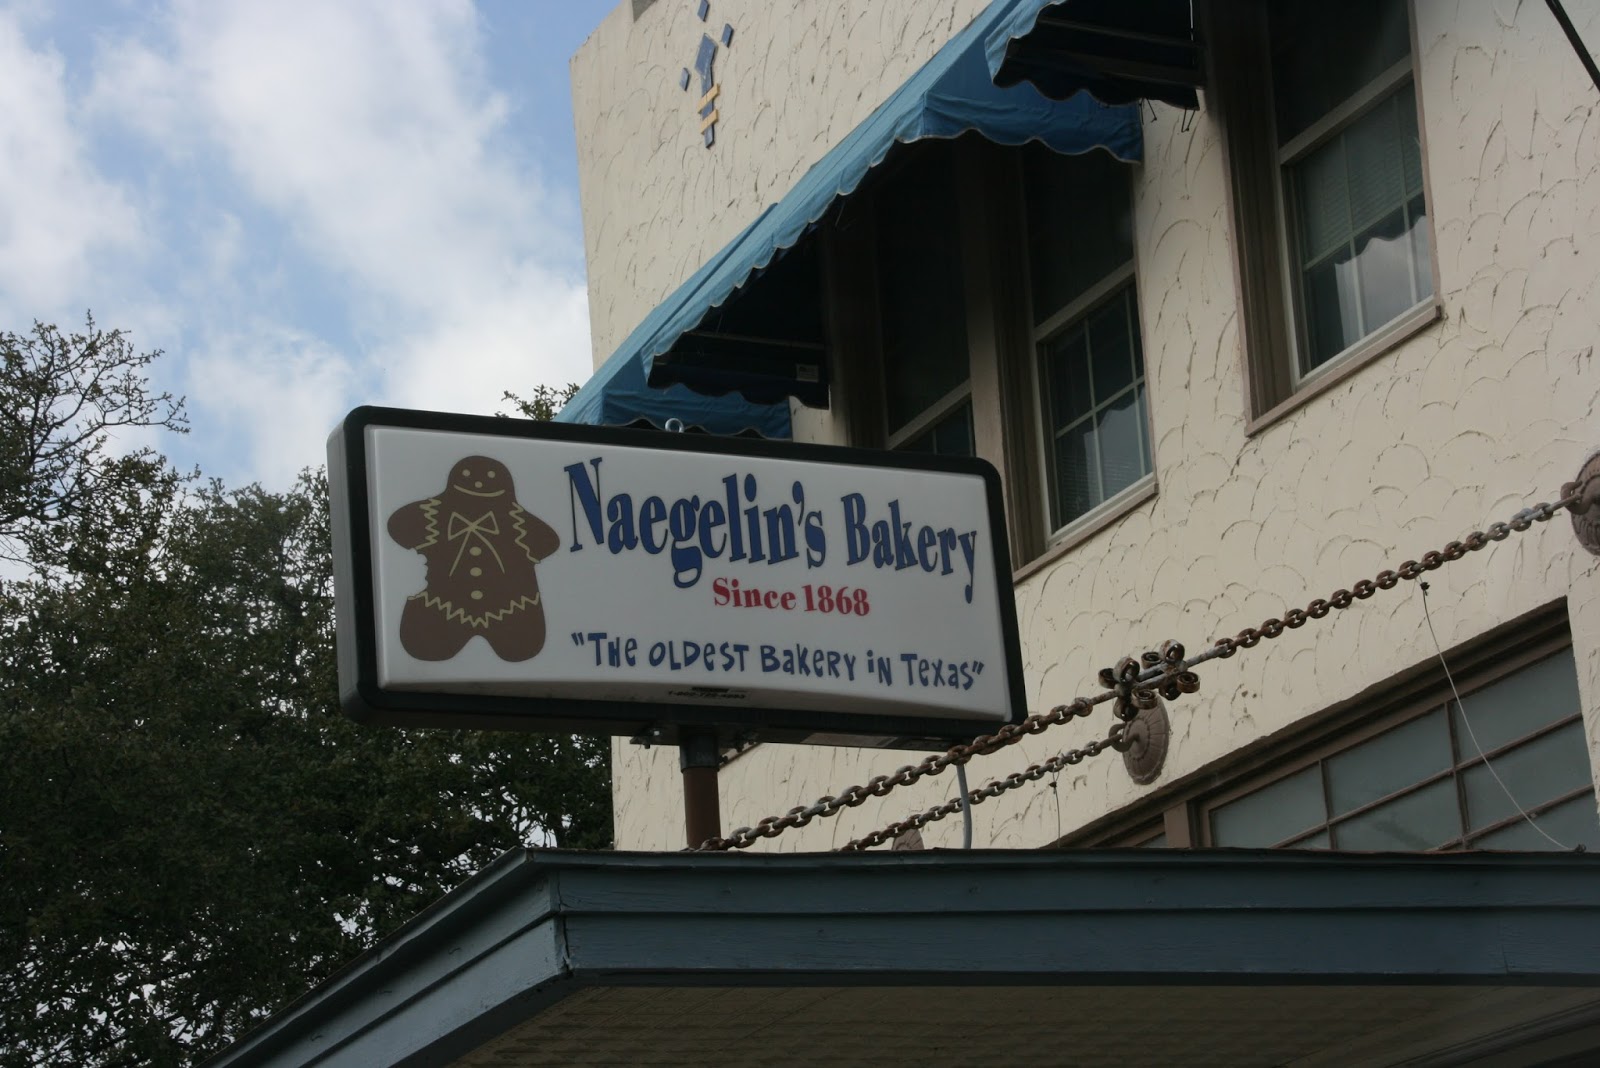 Naegelin's Bakery
Since 1868
"The Oldest Bakery in Texas"